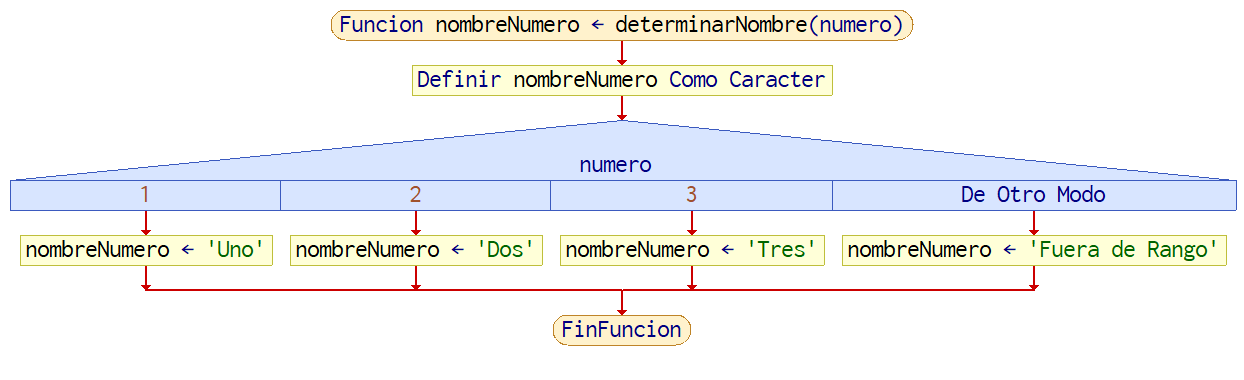 Funcion nombreNumero ← determinarNombre(numero)
Definir nombreNumero Como Caracter
numero
1 2 3 De Otro Modo
nombreNumero ← 'Uno' nombreNumero ← 'Dos' nombreNumero ← 'Tres' nombreNumero ← 'Fuera de Rango'
FinFuncion